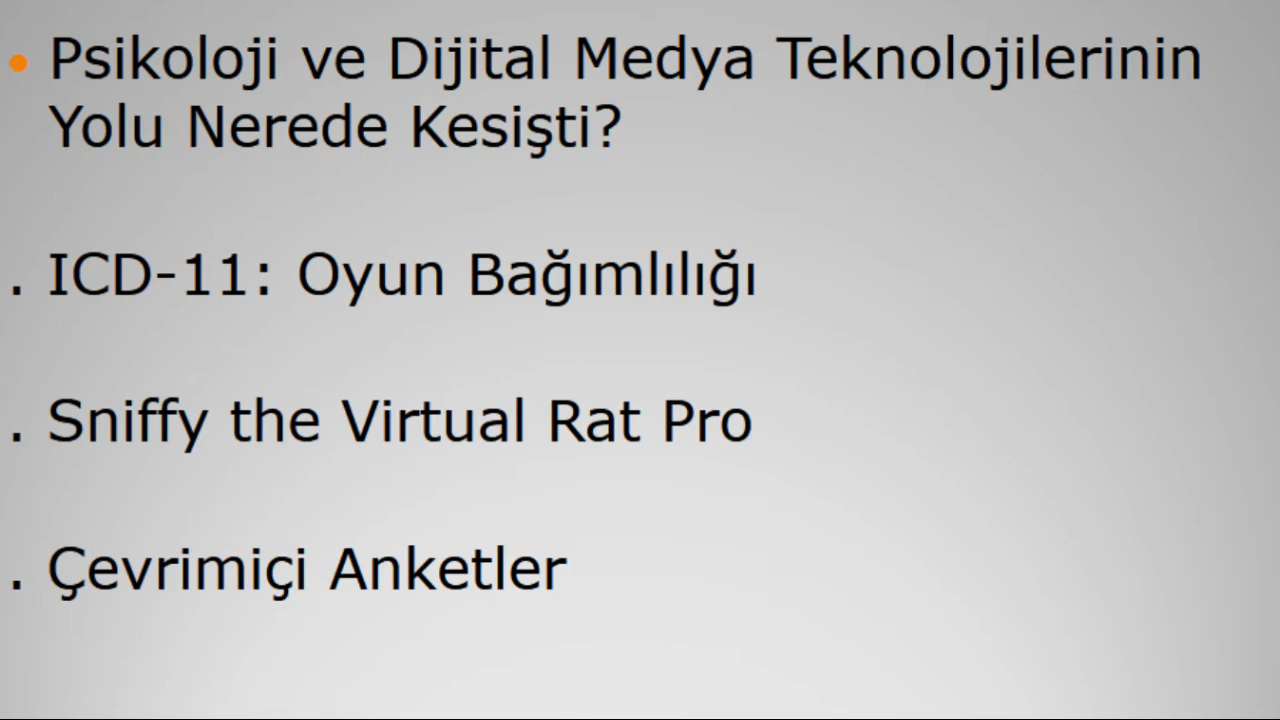 • Psikoloji ve Dijital Medya Teknolojilerinin
Yolu Nerede Kesişti?
. ICD-11: Oyun Bağımlılığı
. Sniffy the Virtual Rat Pro
. Çevrimiçi Anketler